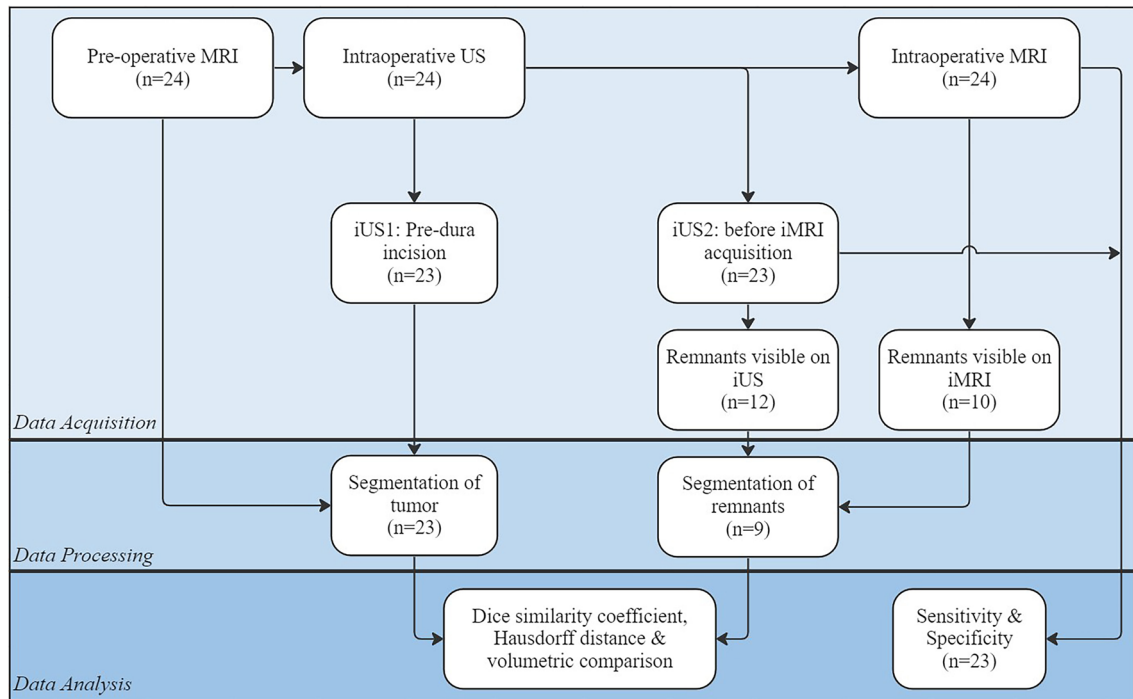 Pre-operative MRI
(n=24)
Intraoperative US
(n=24)
Intraoperative MRI
(n=24)
iUS1: Pre-dura
incision
(n=23)
iUS2: before iMRI
acquisition
(n=23)
Remnants visible on
iUS
(n=12)
Remnants visible on
iMRI
(n=10)
Data Acquisition
Segmentation of
tumor
(n=23)
Segmentation of
remnants
(n=9)
Data Processing
Dice similarity coefficient,
Hausdorff distance &
volumetric comparison
Sensitivity &
Specificity
(n=23)
Data Analysis